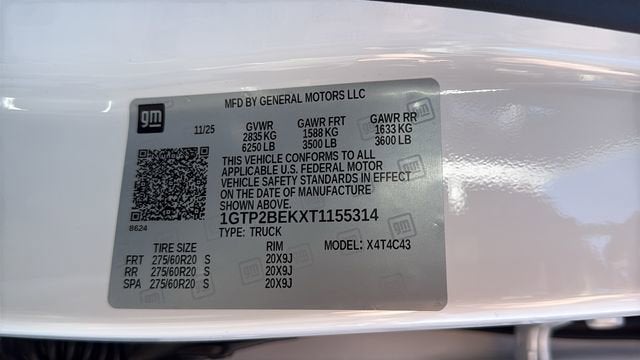 MFD BY GENERAL MOTORS LLC
gm
11/25 GVWR GAWR FRT GAWR RR
2835 KG 1588 KG 1633 KG
6250 LB 3500 LB 3600 LB
THIS VEHICLE CONFORMS TO ALL
APPLICABLE U.S. FEDERAL MOTOR
VEHICLE SAFETY STANDARDS IN EFFECT
ON THE DATE OF MANUFACTURE
SHOWN ABOVE.
8624
1GTP2BEKXT1155314
TYPE: TRUCK MODEL: X4T4C43
TIRE SIZE RIM
FRT 275/60R20 S 20X9J
RR 275/60R20 S 20X9J
SPA 275/60R20 S 20X9J